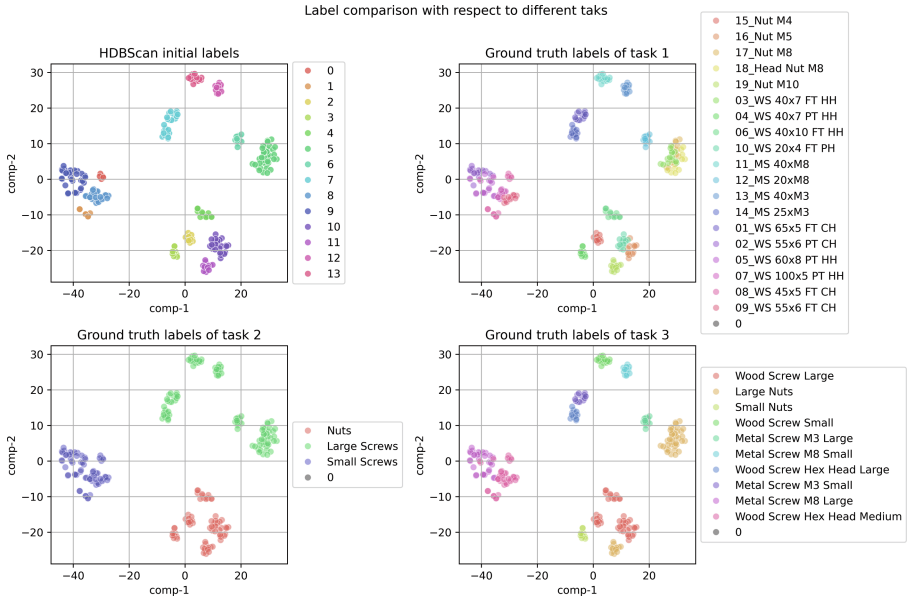 Label comparison with respect to different taks
HDBScan initial labels
30
20
10
0
−10
−20
−40
−20
0
20
comp-1
comp-2
0
1
2
3
4
5
6
7
8
9
10
11
12
13
Ground truth labels of task 1
30
20
10
0
−10
−20
−40
−20
0
20
comp-1
comp-2
15_Nut M4
16_Nut M5
17_Nut M8
18_Head Nut M8
19_Nut M10
03_WS 40x7 FT HH
04_WS 40x7 PT HH
06_WS 40x10 FT HH
10_WS 20x4 FT PH
11_MS 40xM8
12_MS 20xM8
13_MS 40xM3
14_MS 25xM3
01_WS 65x5 FT CH
02_WS 55x6 PT CH
05_WS 60x8 PT HH
07_WS 100x5 PT HH
08_WS 45x5 FT CH
09_WS 55x6 FT CH
0
Ground truth labels of task 2
30
20
10
0
−10
−20
−40
−20
0
20
comp-1
comp-2
Nuts
Large Screws
Small Screws
0
Ground truth labels of task 3
30
20
10
0
−10
−20
−40
−20
0
20
comp-1
comp-2
Wood Screw Large
Large Nuts
Small Nuts
Wood Screw Small
Metal Screw M3 Large
Metal Screw M8 Small
Wood Screw Hex Head Large
Metal Screw M3 Small
Metal Screw M8 Large
Wood Screw Hex Head Medium
0